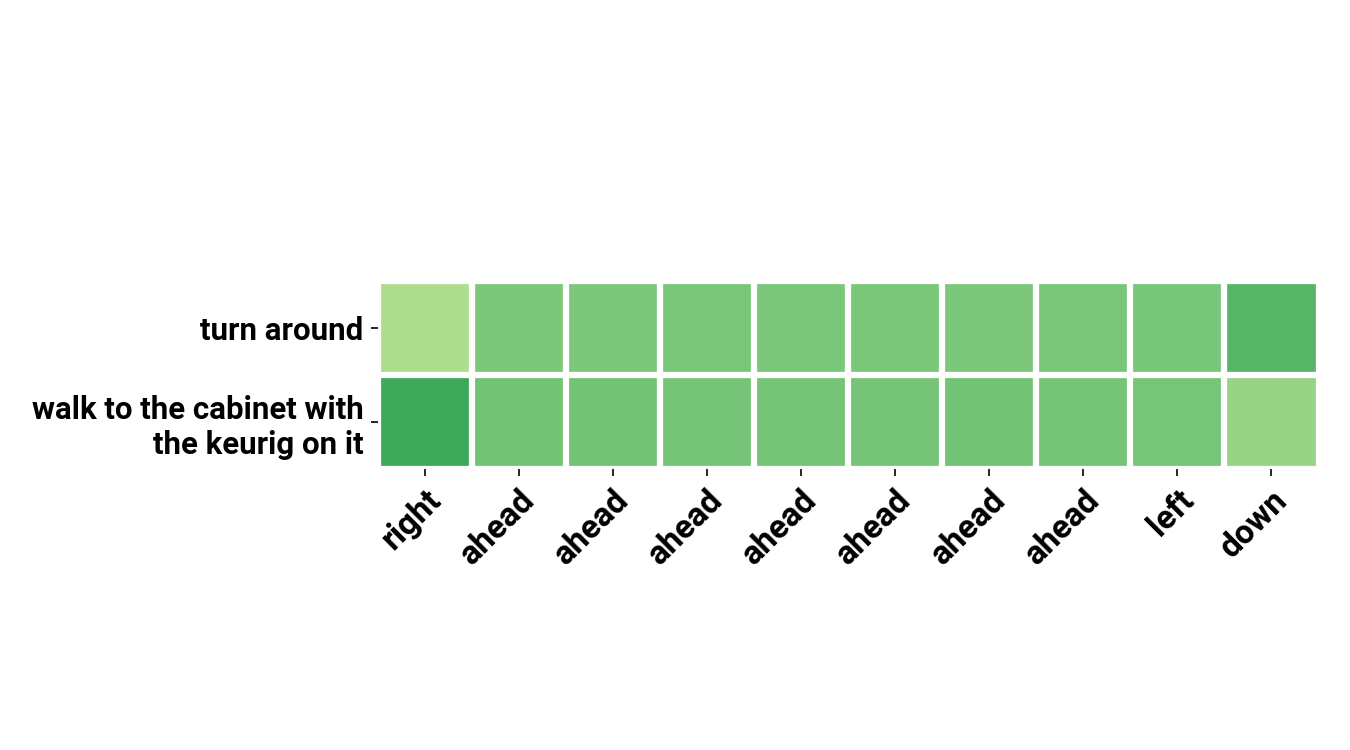 turn around
walk to the cabinet with
the keurig on it
right
ahead
ahead
ahead
ahead
ahead
ahead
ahead
left
down